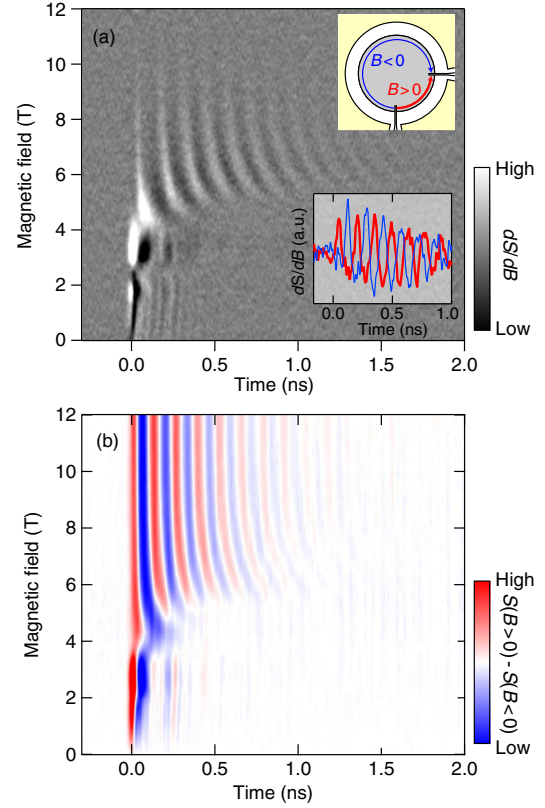 (a)
B<0
B>0
Magnetic field (T)
12
10
8
6
4
2
0
0.0
0.5
1.0
1.5
2.0
Time (ns)
dS/dB (a.u.)
0.0
0.5
1.0
Time (ns)
High
dS/dB
Low
(b)
Magnetic field (T)
12
10
8
6
4
2
0.0
0.5
1.0
1.5
2.0
Time (ns)
High
S(B>0) - S(B<0)
Low